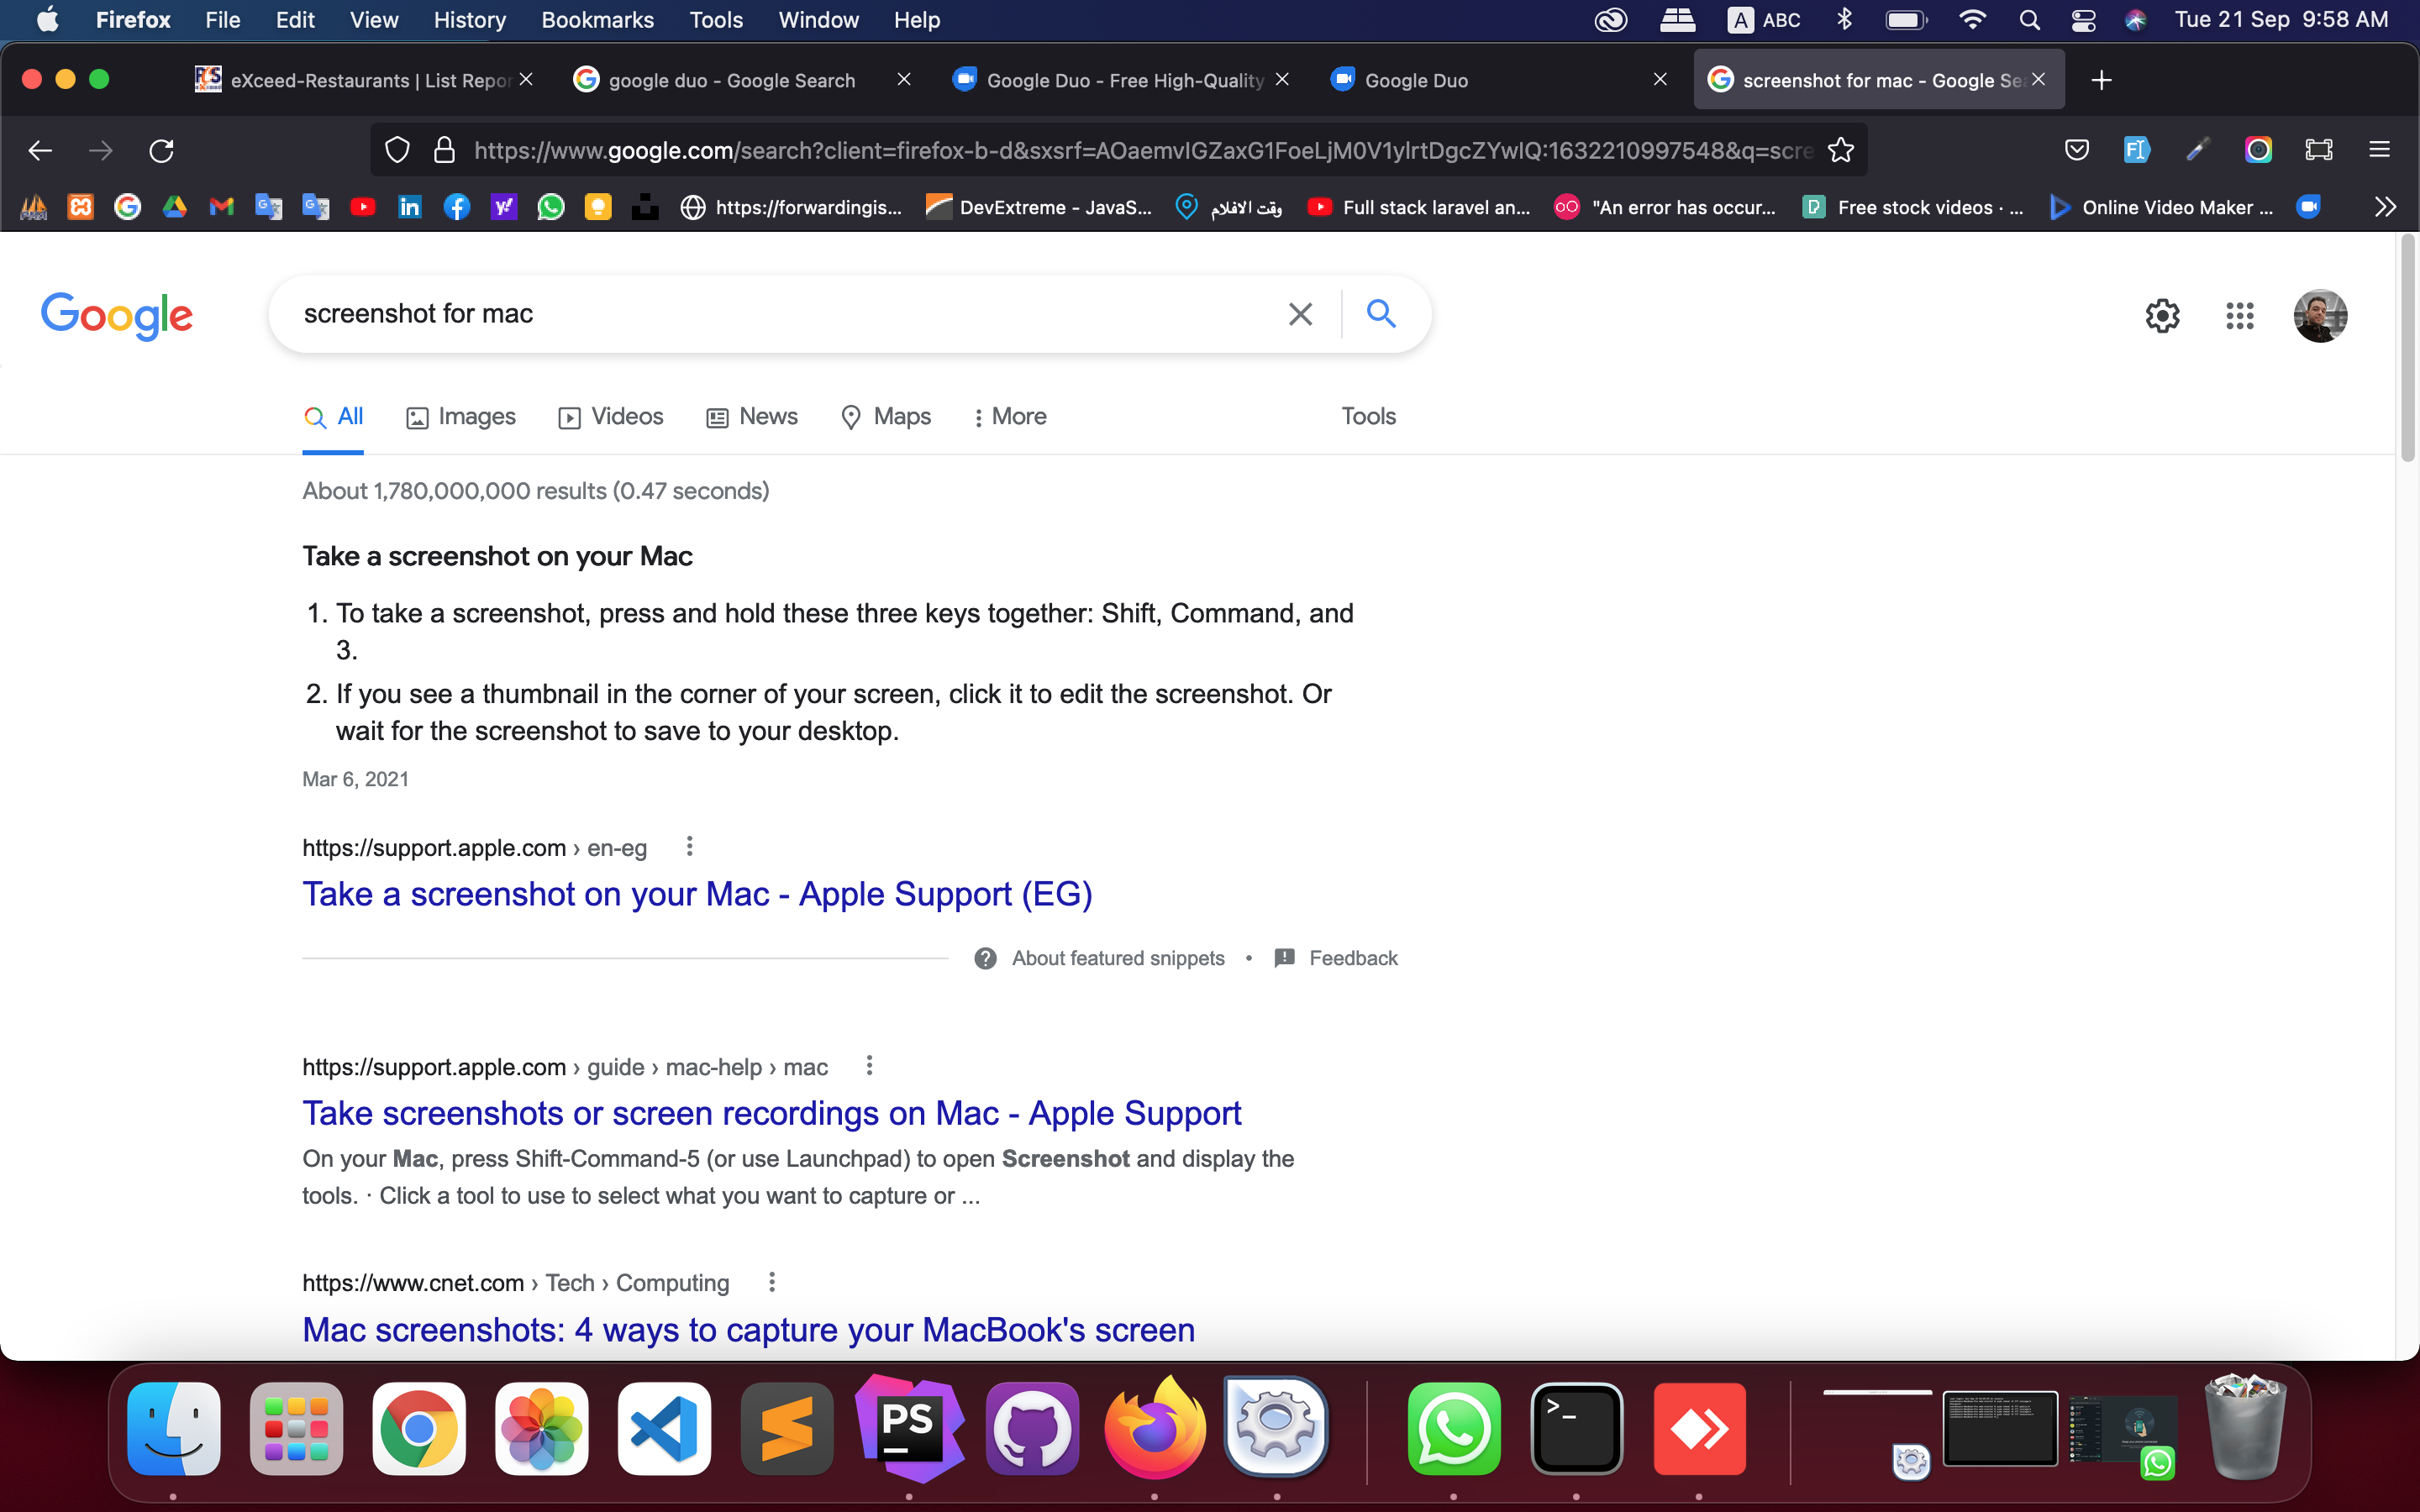 Firefox File Edit View History Bookmarks Tools Window Help A ABC Tue 21 Sep 9:58 AM
eXceed-Restaurants | List Repor google duo - Google Search Google Duo - Free High-Quality Google Duo screenshot for mac - Google Sea
https://www.google.com/search?client=firefox-b-d&sxsrf=AOaemvIGZaxG1FoeLjM0V1ylrtDgcZYwlQ:1632210997548&q=scre
https://forwardingis... DevExtreme - JavaS... وقت الافلام Full stack laravel an... "An error has occur... Free stock videos · ... Online Video Maker ...
Google screenshot for mac
All Images Videos News Maps More Tools
About 1,780,000,000 results (0.47 seconds)
Take a screenshot on your Mac
1. To take a screenshot, press and hold these three keys together: Shift, Command, and
3.
2. If you see a thumbnail in the corner of your screen, click it to edit the screenshot. Or
wait for the screenshot to save to your desktop.
Mar 6, 2021
https://support.apple.com › en-eg
Take a screenshot on your Mac - Apple Support (EG)
About featured snippets • Feedback
https://support.apple.com › guide › mac-help › mac
Take screenshots or screen recordings on Mac - Apple Support
On your Mac, press Shift-Command-5 (or use Launchpad) to open Screenshot and display the
tools. · Click a tool to use to select what you want to capture or ...
https://www.cnet.com › Tech › Computing
Mac screenshots: 4 ways to capture your MacBook's screen
PS
>_